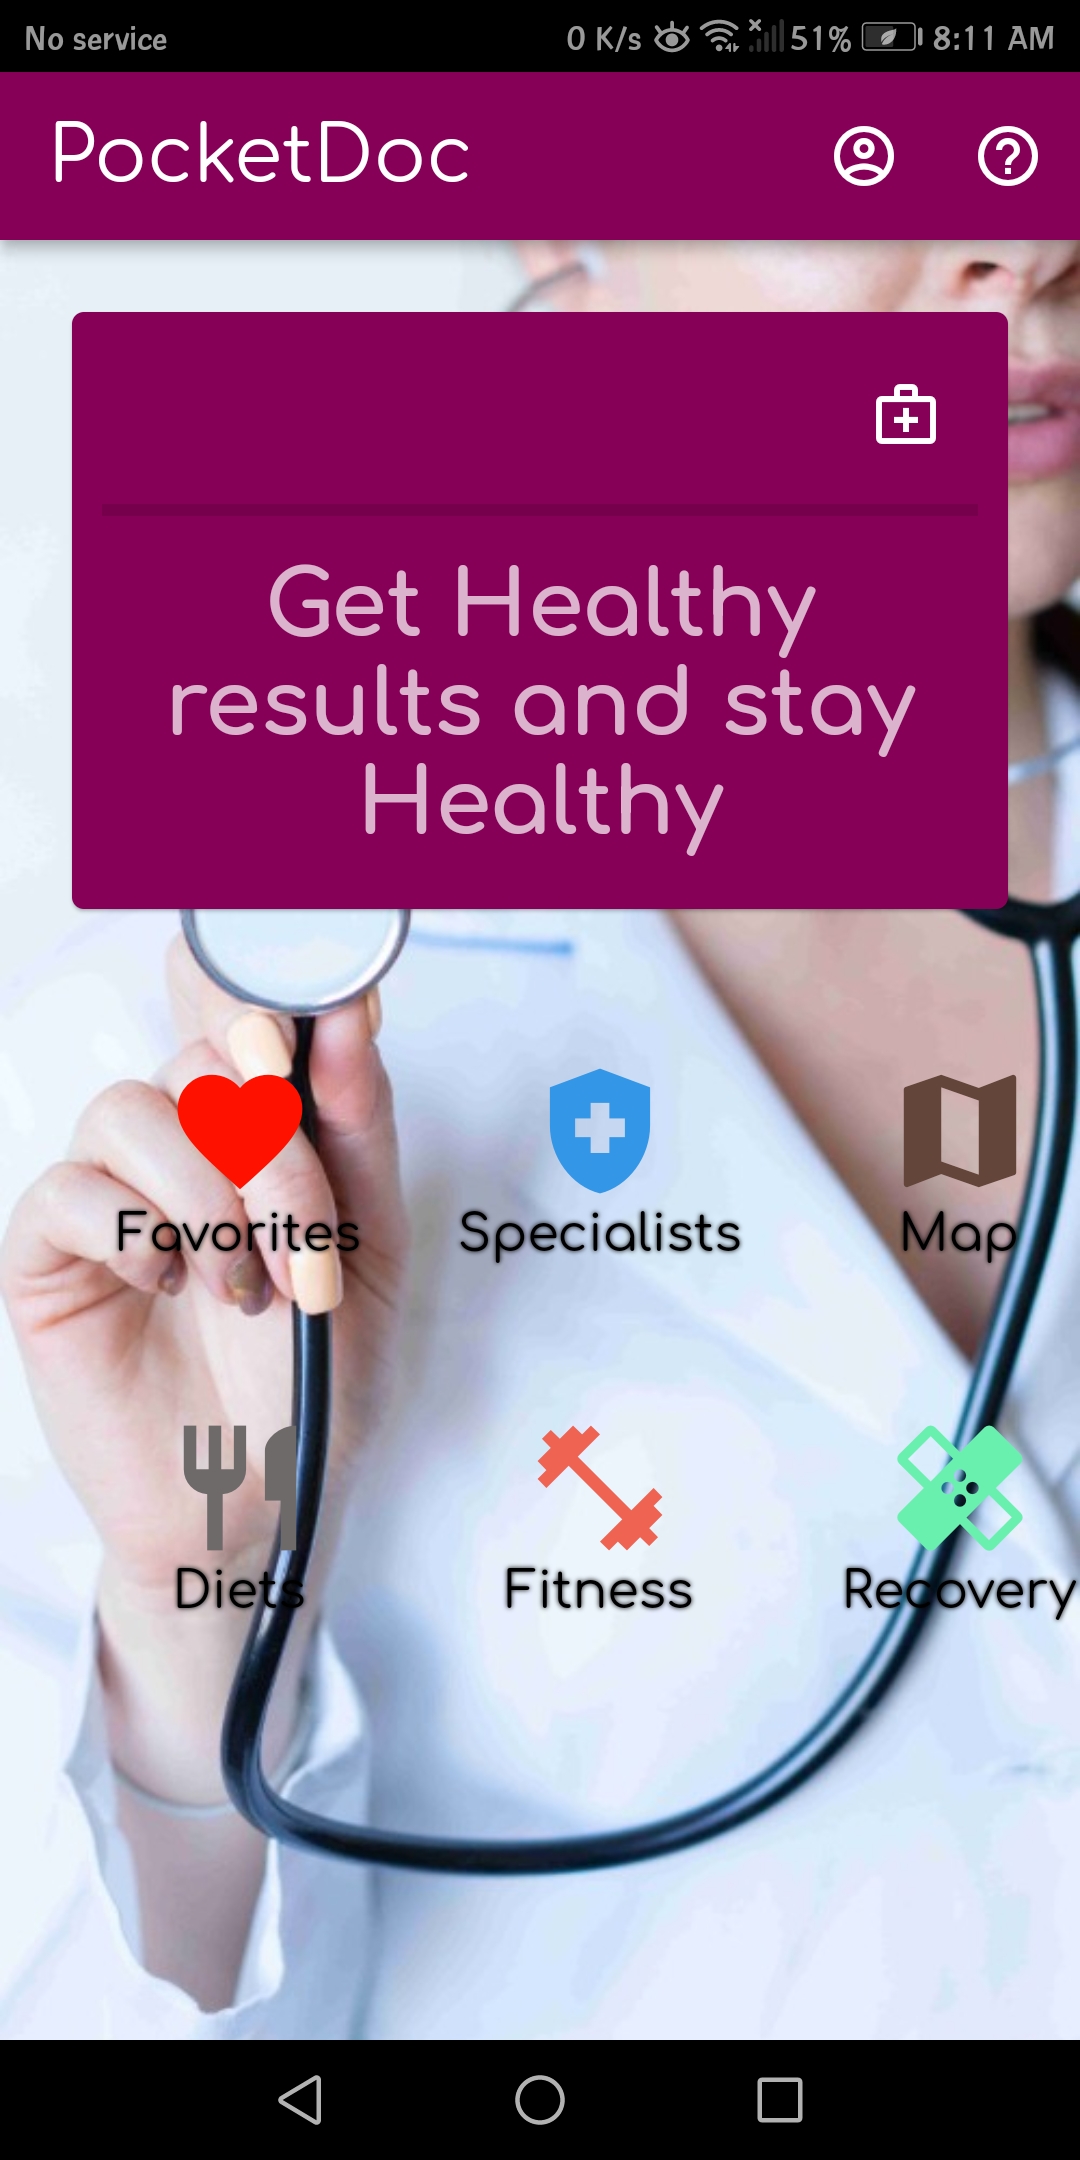 No service 0 K/s 51% 8:11 AM
PocketDoc
Get Healthy
results and stay
Healthy
Favorites Specialists Map
Diets Fitness Recovery